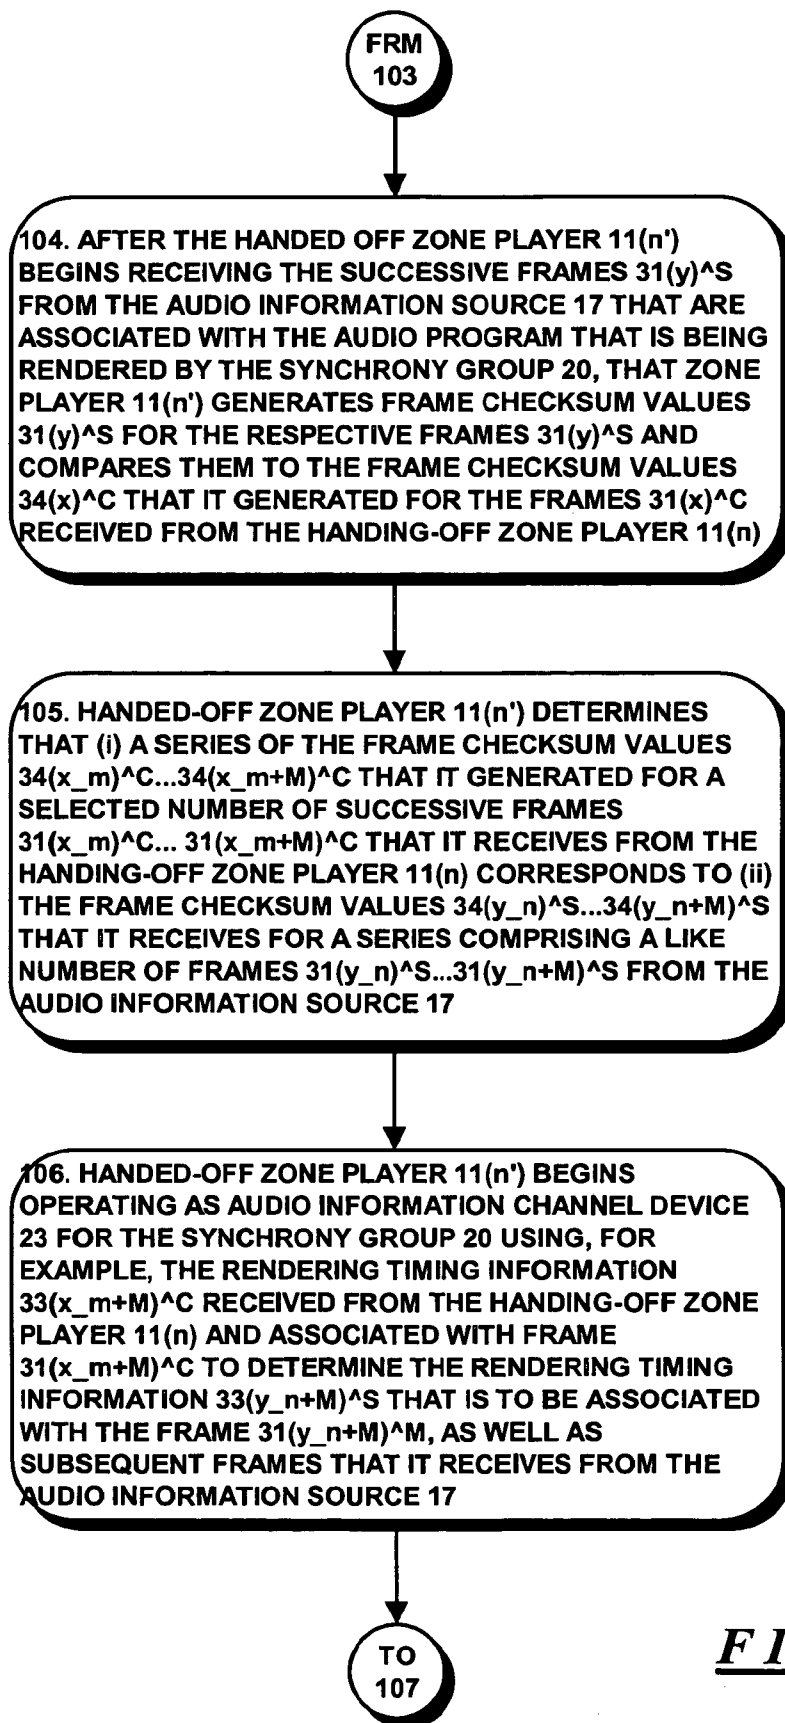 FRM
103
104. AFTER THE HANDED OFF ZONE PLAYER 11(n')
BEGINS RECEIVING THE SUCCESSIVE FRAMES 31(y)^S
FROM THE AUDIO INFORMATION SOURCE 17 THAT ARE
ASSOCIATED WITH THE AUDIO PROGRAM THAT IS BEING
RENDERED BY THE SYNCHRONY GROUP 20, THAT ZONE
PLAYER 11(n') GENERATES FRAME CHECKSUM VALUES
31(y)^S FOR THE RESPECTIVE FRAMES 31(y)^S AND
COMPARES THEM TO THE FRAME CHECKSUM VALUES
34(x)^C THAT IT GENERATED FOR THE FRAMES 31(x)^C
RECEIVED FROM THE HANDING-OFF ZONE PLAYER 11(n)
105. HANDED-OFF ZONE PLAYER 11(n') DETERMINES
THAT (i) A SERIES OF THE FRAME CHECKSUM VALUES
34(x_m)^C...34(x_m+M)^C THAT IT GENERATED FOR A
SELECTED NUMBER OF SUCCESSIVE FRAMES
31(x_m)^C... 31(x_m+M)^C THAT IT RECEIVES FROM THE
HANDING-OFF ZONE PLAYER 11(n) CORRESPONDS TO (ii)
THE FRAME CHECKSUM VALUES 34(y_n)^S...34(y_n+M)^S
THAT IT RECEIVES FOR A SERIES COMPRISING A LIKE
NUMBER OF FRAMES 31(y_n)^S...31(y_n+M)^S FROM THE
AUDIO INFORMATION SOURCE 17
106. HANDED-OFF ZONE PLAYER 11(n') BEGINS
OPERATING AS AUDIO INFORMATION CHANNEL DEVICE
23 FOR THE SYNCHRONY GROUP 20 USING, FOR
EXAMPLE, THE RENDERING TIMING INFORMATION
33(x_m+M)^C RECEIVED FROM THE HANDING-OFF ZONE
PLAYER 11(n) AND ASSOCIATED WITH FRAME
31(x_m+M)^C TO DETERMINE THE RENDERING TIMING
INFORMATION 33(y_n+M)^S THAT IS TO BE ASSOCIATED
WITH THE FRAME 31(y_n+M)^M, AS WELL AS
SUBSEQUENT FRAMES THAT IT RECEIVES FROM THE
AUDIO INFORMATION SOURCE 17
TO
107